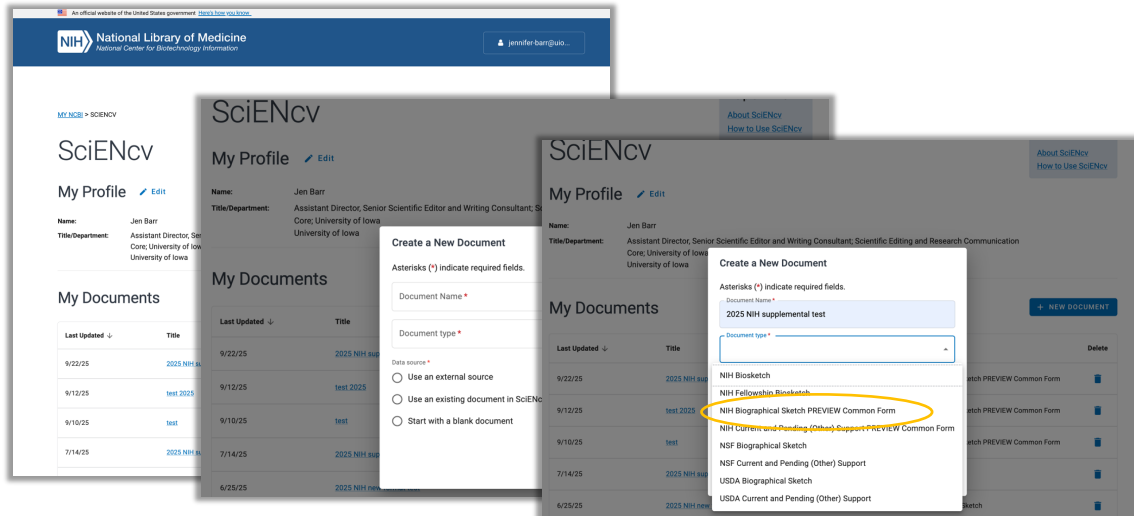 An official website of the United States government Here's how you know
NIH National Library of Medicine
National Center for Biotechnology Information
jennifer-barr@uio...
MY NCBI > SCIENCV
SciENcv
My Profile Edit
Name: Jen Barr
Title/Department: Assistant Director, Se
Core; University of Iow
University of Iowa
My Documents
Last Updated ↓ Title
9/22/25 2025 NIH su
9/12/25 test 2025
9/10/25 test
7/14/25 2025 NIH su
SciENcv
About SciENcv
How to Use SciENcv
My Profile Edit
Name: Jen Barr
Title/Department: Assistant Director, Senior Scientific Editor and Writing Consultant; S
Core; University of Iowa
University of Iowa
My Documents
Last Updated ↓ Title
9/22/25 2025 NIH sup
9/12/25 test 2025
9/10/25 test
7/14/25 2025 NIH sup
6/25/25 2025 NIH new format test
Create a New Document
Asterisks (*) indicate required fields.
Document Name *
Document type *
Data source *
Use an external source
Use an existing document in SciENc
Start with a blank document
SciENcv
About SciENcv
How to Use SciENcv
My Profile Edit
Name: Jen Barr
Title/Department: Assistant Director, Senior Scientific Editor and Writing Consultant; Scientific Editing and Research Communication
Core; University of Iowa
University of Iowa
My Documents
+ NEW DOCUMENT
Last Updated ↓ Title Delete
9/22/25 2025 NIH sup ketch PREVIEW Common Form
9/12/25 test 2025 ketch PREVIEW Common Form
9/10/25 test ketch PREVIEW Common Form
7/14/25 2025 NIH sup
6/25/25 2025 NIH new Sketch
Create a New Document
Asterisks (*) indicate required fields.
Document Name *
2025 NIH supplemental test
Document type *
NIH Biosketch
NIH Fellowship Biosketch
NIH Biographical Sketch PREVIEW Common Form
NIH Current and Pending (Other) Support PREVIEW Common Form
NSF Biographical Sketch
NSF Current and Pending (Other) Support
USDA Biographical Sketch
USDA Current and Pending (Other) Support